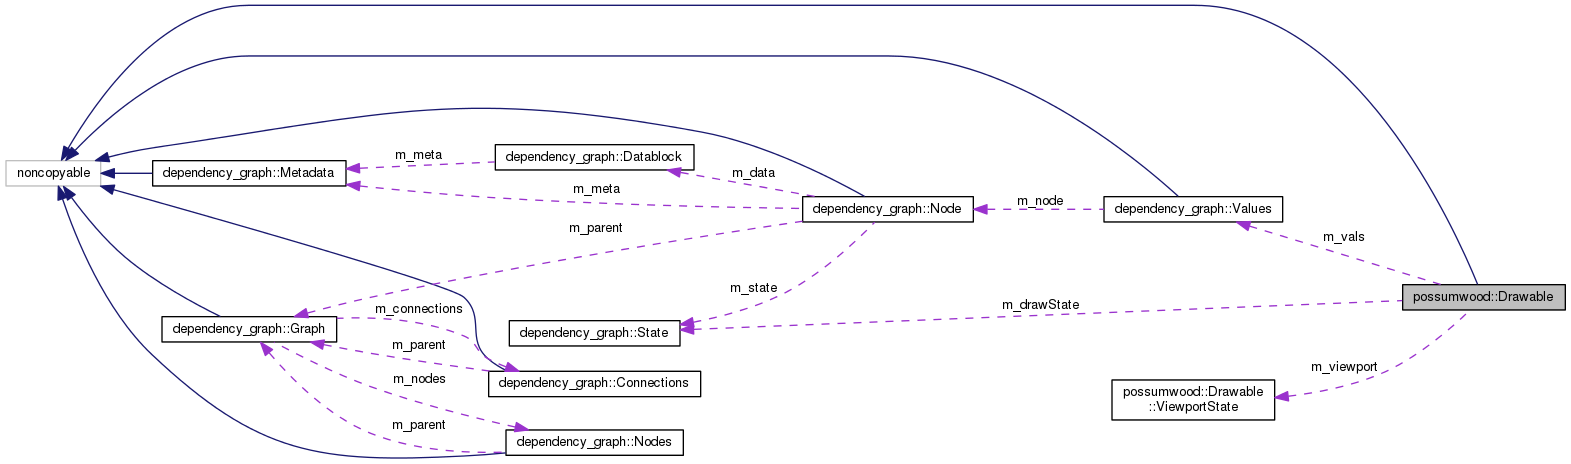 noncopyable
dependency_graph::Metadata
m_meta
dependency_graph::Datablock
m_data
m_meta
dependency_graph::Node
m_node
dependency_graph::Values
m_parent
m_vals
m_state
m_drawState
possumwood::Drawable
m_connections
dependency_graph::Graph
dependency_graph::State
m_parent
m_viewport
m_nodes
dependency_graph::Connections
possumwood::Drawable
::ViewportState
m_parent
dependency_graph::Nodes